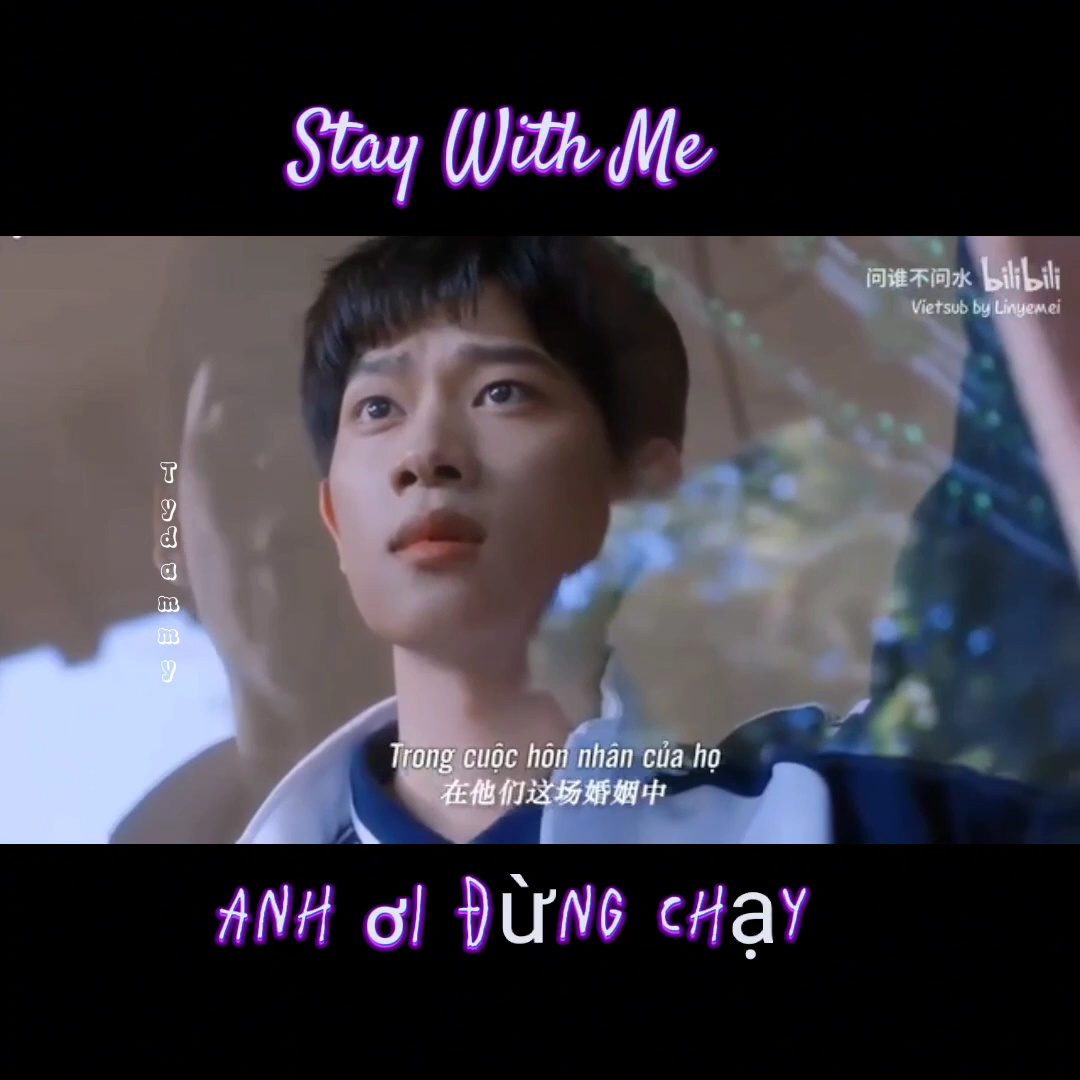 Stay With Me
问谁不问水 bilibili
Vietsub by Linyemei
Tydammy
Trong cuộc hôn nhân của họ
在他们这场婚姻中
ANH ƠI ĐỪNG CHẠY